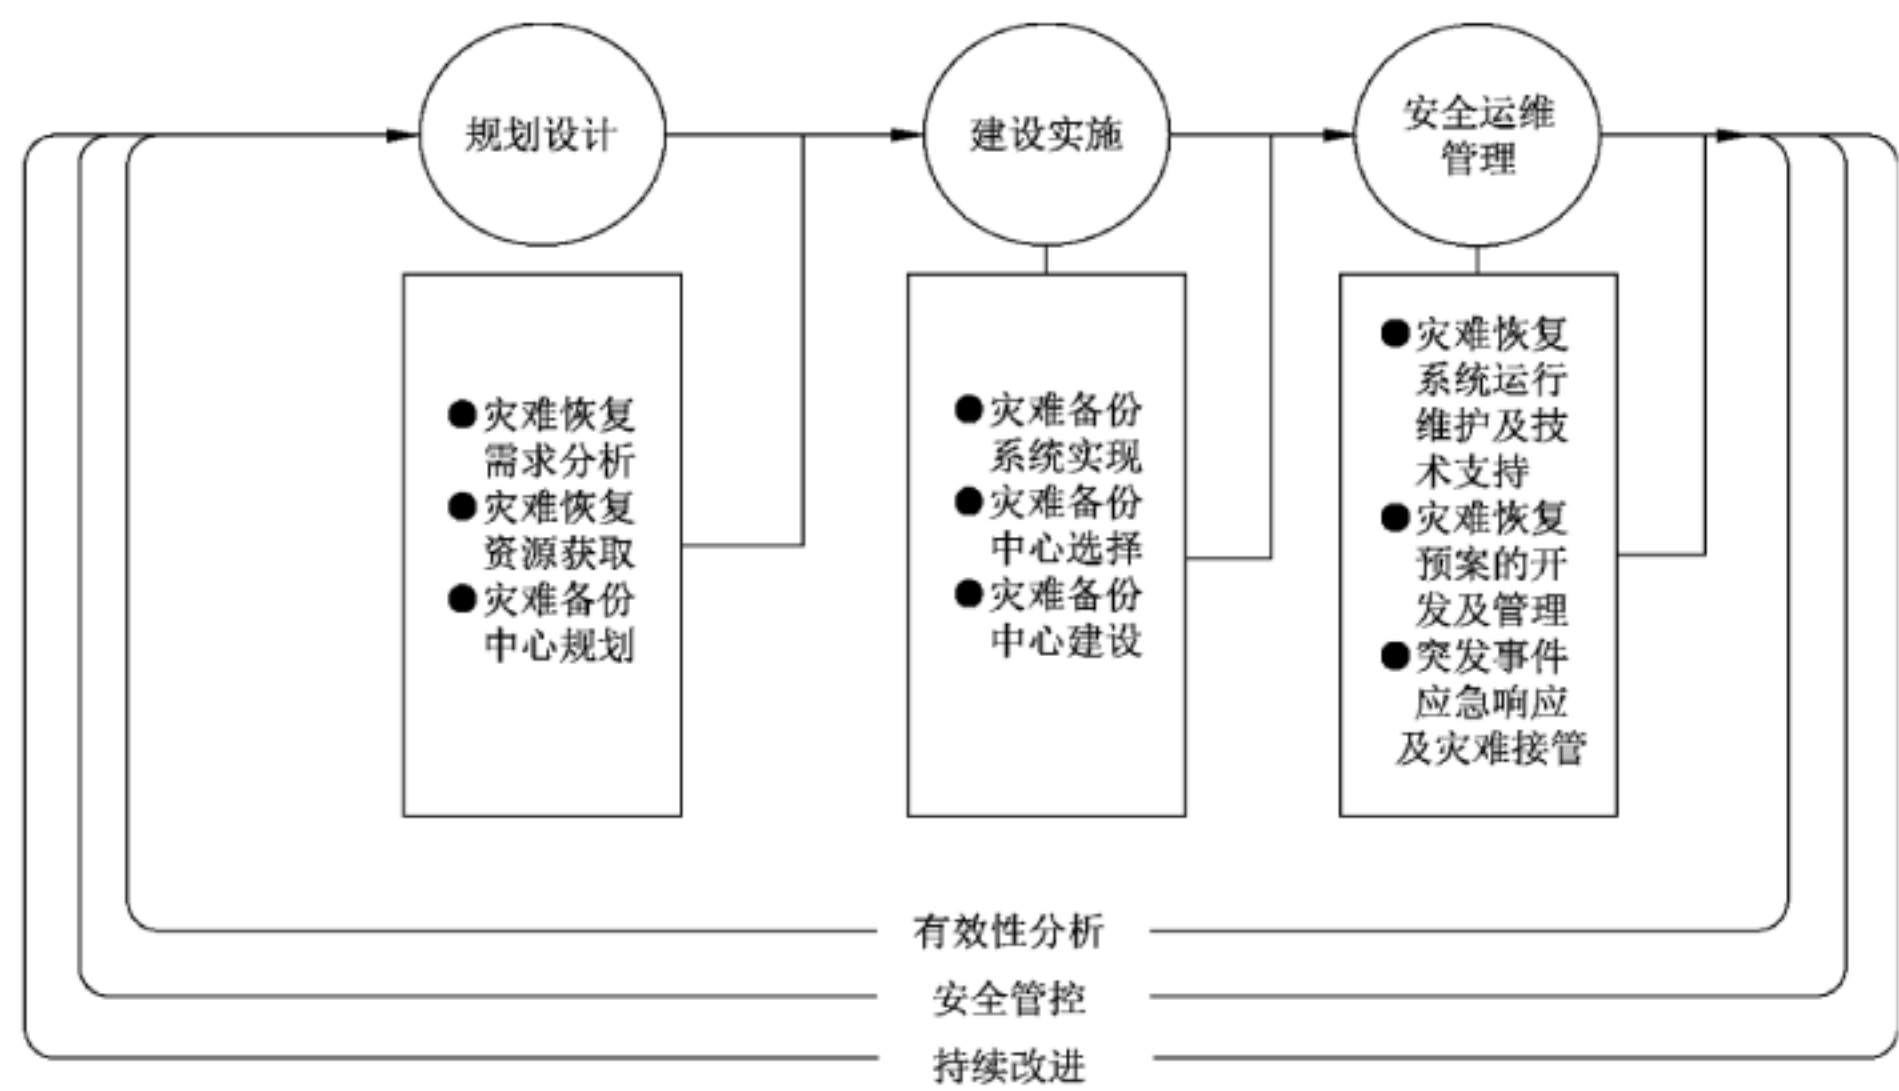 规划设计
建设实施
安全运维
管理
●灾难恢复
需求分析
●灾难恢复
资源获取
●灾难备份
中心规划
●灾难备份
系统实现
●灾难备份
中心选择
●灾难备份
中心建设
●灾难恢复
系统运行
维护及技
术支持
●灾难恢复
预案的开
发及管理
●突发事件
应急响应
及灾难接管
有效性分析
安全管控
持续改进